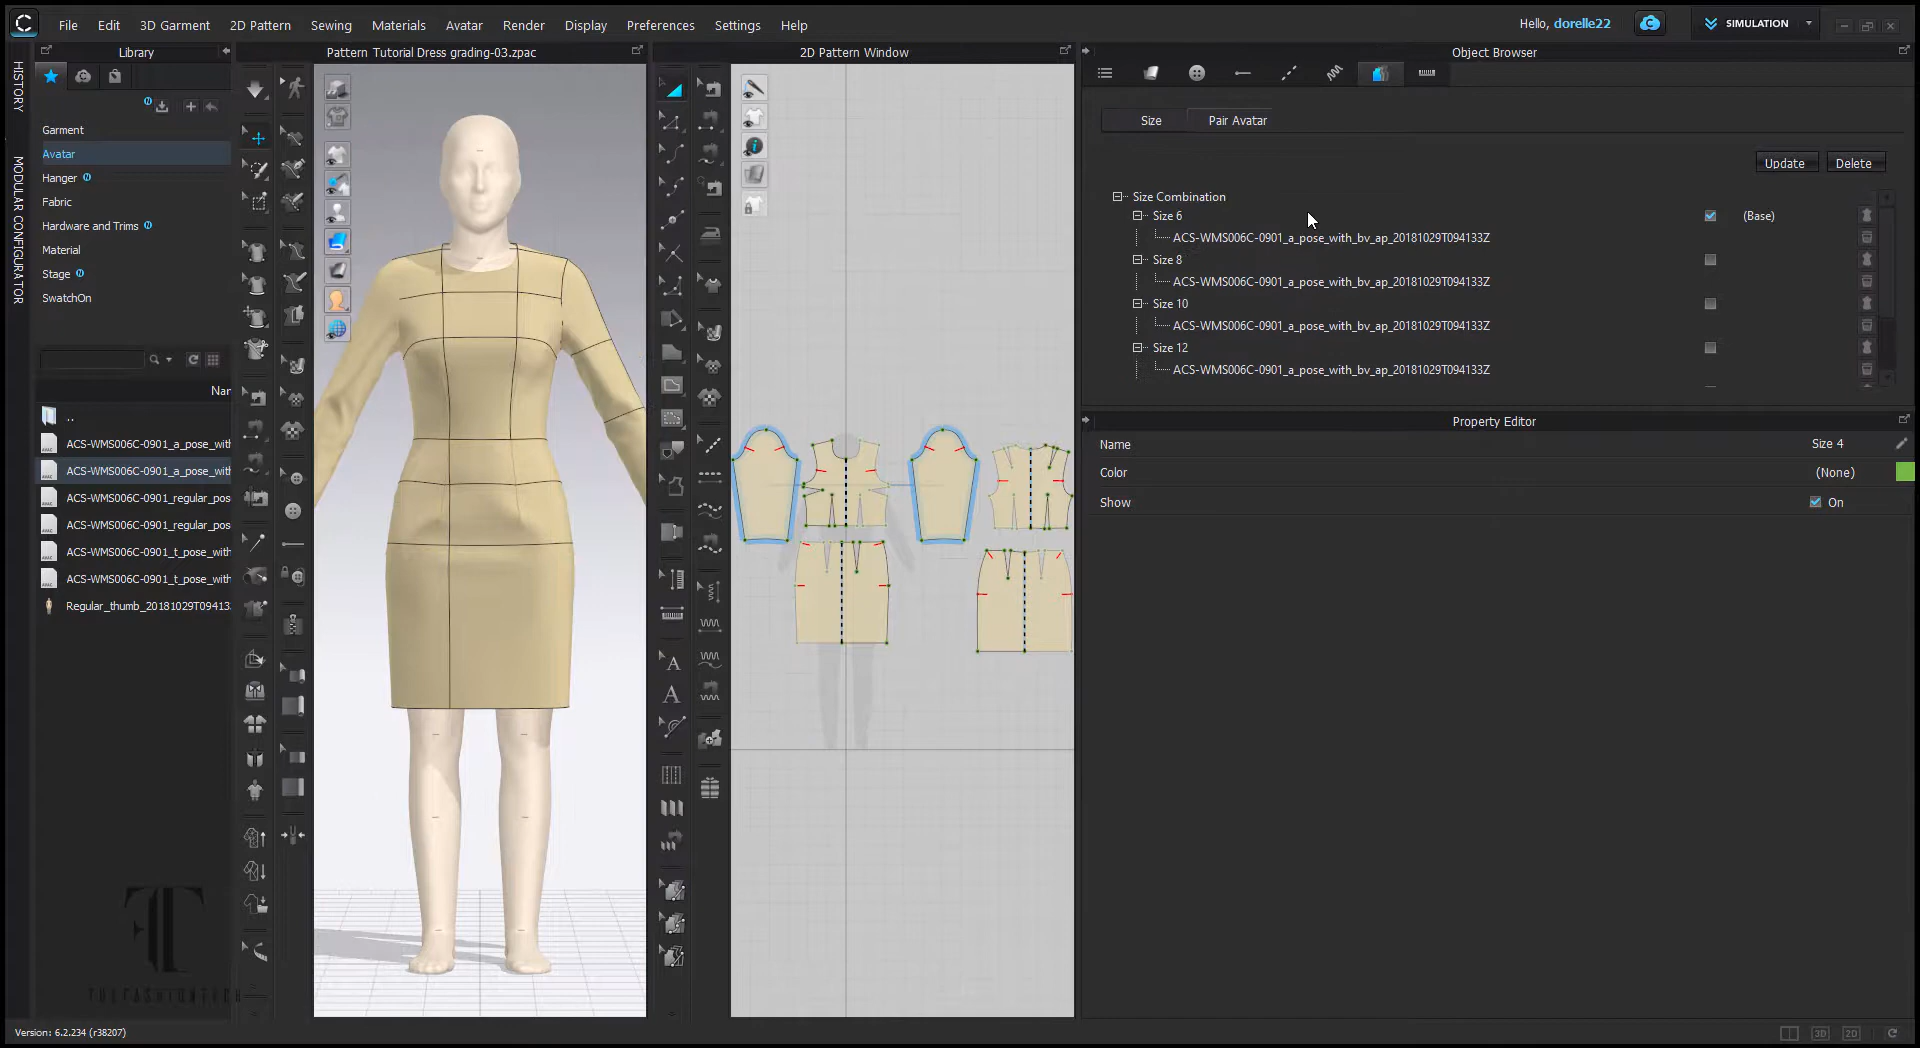 File Edit 3D Garment 2D Pattern Sewing Materials Avatar Render Display Preferences Settings Help
Hello, dorelle22
SIMULATION
Library
Pattern Tutorial Dress grading-03.zpac
2D Pattern Window
Object Browser
HISTORY
MODULAR CONFIGURATOR
Garment
Avatar
Hanger
Fabric
Hardware and Trims
Material
Stage
SwatchOn
Nar
..
ACS-WMS006C-0901_a_pose_with
ACS-WMS006C-0901_a_pose_with
ACS-WMS006C-0901_regular_pos
ACS-WMS006C-0901_regular_pos
ACS-WMS006C-0901_t_pose_with
ACS-WMS006C-0901_t_pose_with
Regular_thumb_20181029T09413
Size Pair Avatar
Update Delete
Size Combination
Size 6 (Base)
ACS-WMS006C-0901_a_pose_with_bv_ap_20181029T094133Z
Size 8
ACS-WMS006C-0901_a_pose_with_bv_ap_20181029T094133Z
Size 10
ACS-WMS006C-0901_a_pose_with_bv_ap_20181029T094133Z
Size 12
ACS-WMS006C-0901_a_pose_with_bv_ap_20181029T094133Z
Property Editor
Name Size 4
Color (None)
Show On
Version: 6.2.234 (r38207)
3D 2D